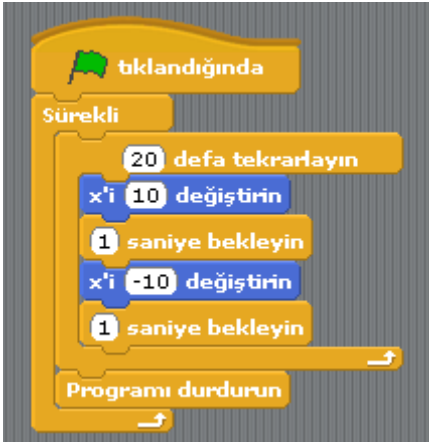 tıklandığında
Sürekli
20 defa tekrarlayın
x'i 10 değiştirin
1 saniye bekleyin
x'i -10 değiştirin
1 saniye bekleyin
Programı durdurun